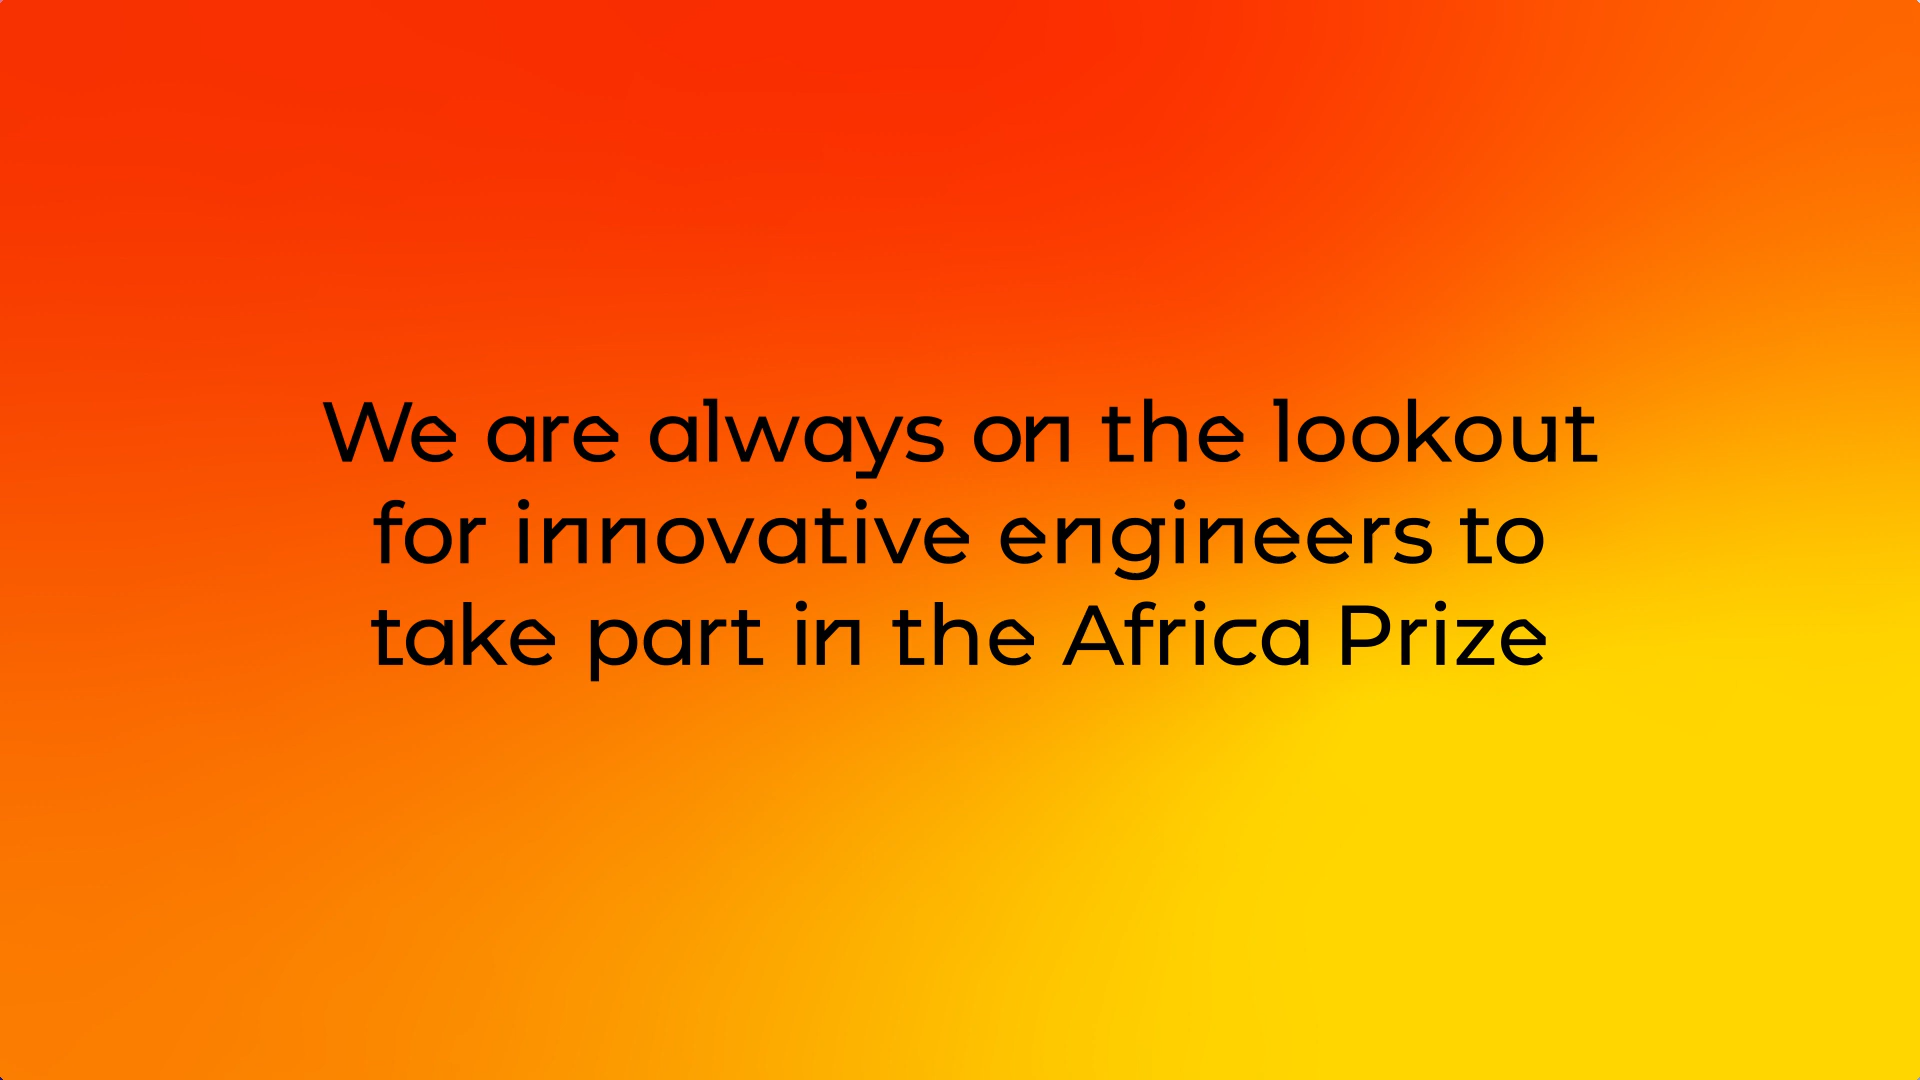 We are always on the lookout
for innovative engineers to
take part in the Africa Prize